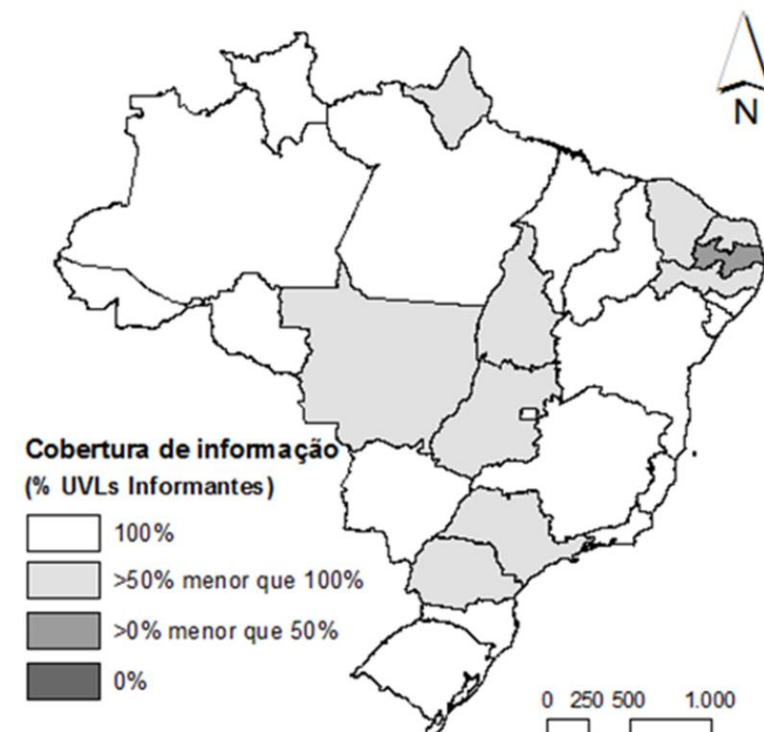 N
Cobertura de informação
(% UVLs Informantes)
100%
>50% menor que 100%
>0% menor que 50%
0%
0 250 500 1.000